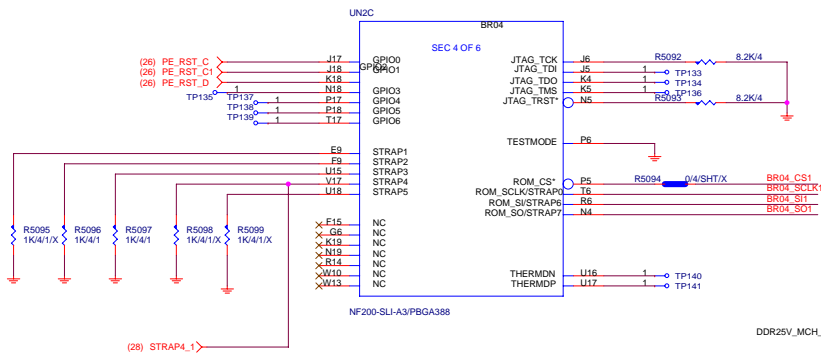 UN2C
BR04
SEC 4 OF 6
(26) PE_RST_C J17 GPIO0
(26) PE_RST_C1 J18 GPIO1
(26) PE_RST_D K18 GPIO2
TP135 1 N18 GPIO3
TP137 1 P17 GPIO4
TP138 1 P18 GPIO5
TP139 1 T17 GPIO6
JTAG_TCK J6 R5092 8.2K/4
JTAG_TDI J5 1 TP133
JTAG_TDO K4 1 TP134
JTAG_TMS K5 1 TP136
JTAG_TRST* N5 R5093 8.2K/4
TESTMODE P6
E9 STRAP1
F9 STRAP2
U15 STRAP3
V17 STRAP4
U18 STRAP5
ROM_CS* P5 R5094 0/4/SHT/X BR04_CS1
ROM_SCLK/STRAP0 T6 BR04_SCLK1
ROM_SI/STRAP6 R6 BR04_SI1
ROM_SO/STRAP7 N4 BR04_SO1
R5095 1K/4/1/X
R5096 1K/4/1
R5097 1K/4/1
R5098 1K/4/1/X
R5099 1K/4/1/X
F15 NC
G6 NC
K19 NC
N19 NC
R14 NC
W10 NC
W13 NC
THERMDN U16 1 TP140
THERMDP U17 1 TP141
NF200-SLI-A3/PBGA388
DDR25V_MCH_
(28) STRAP4_1